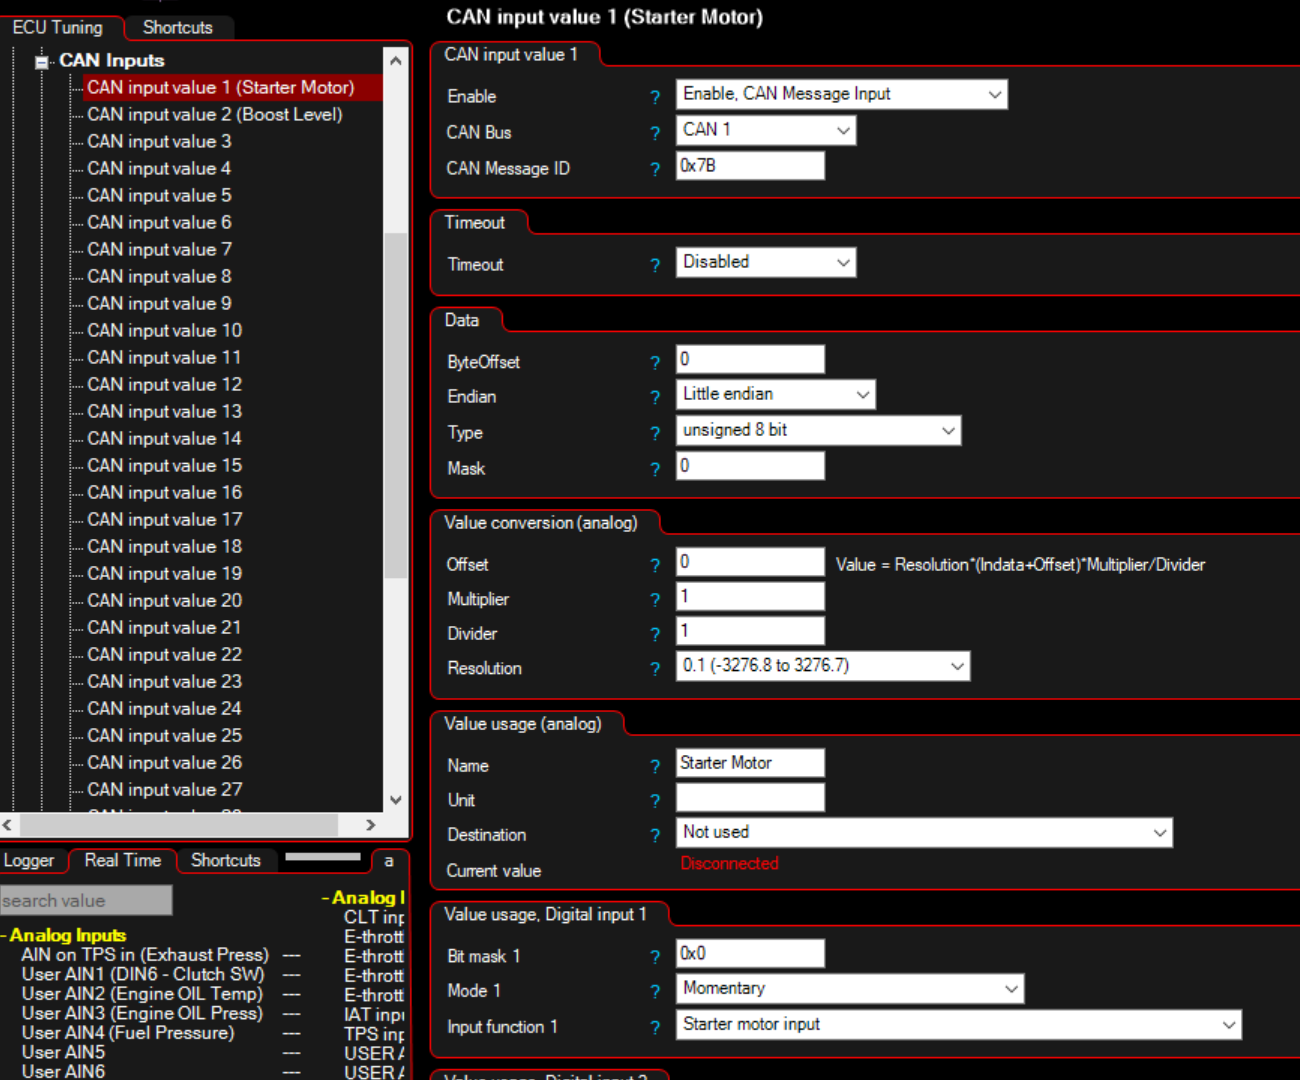 ECU Tuning
Shortcuts
CAN Inputs
CAN input value 1 (Starter Motor)
CAN input value 2 (Boost Level)
CAN input value 3
CAN input value 4
CAN input value 5
CAN input value 6
CAN input value 7
CAN input value 8
CAN input value 9
CAN input value 10
CAN input value 11
CAN input value 12
CAN input value 13
CAN input value 14
CAN input value 15
CAN input value 16
CAN input value 17
CAN input value 18
CAN input value 19
CAN input value 20
CAN input value 21
CAN input value 22
CAN input value 23
CAN input value 24
CAN input value 25
CAN input value 26
CAN input value 27
Logger
Real Time
Shortcuts
a
search value
- Analog Inputs
AIN on TPS in (Exhaust Press) ---
User AIN1 (DIN6 - Clutch SW) ---
User AIN2 (Engine OIL Temp) ---
User AIN3 (Engine OIL Press) ---
User AIN4 (Fuel Pressure) ---
User AIN5 ---
User AIN6 ---
- Analog I
CLT inp
E-thrott
E-thrott
E-thrott
E-thrott
IAT inpu
TPS inp
USER A
USER A
CAN input value 1 (Starter Motor)
CAN input value 1
Enable ? Enable, CAN Message Input
CAN Bus ? CAN 1
CAN Message ID ? 0x7B
Timeout
Timeout ? Disabled
Data
ByteOffset ? 0
Endian ? Little endian
Type ? unsigned 8 bit
Mask ? 0
Value conversion (analog)
Offset ? 0 Value = Resolution*(Indata+Offset)*Multiplier/Divider
Multiplier ? 1
Divider ? 1
Resolution ? 0.1 (-3276.8 to 3276.7)
Value usage (analog)
Name ? Starter Motor
Unit ?
Destination ? Not used
Current value Disconnected
Value usage, Digital input 1
Bit mask 1 ? 0x0
Mode 1 ? Momentary
Input function 1 ? Starter motor input